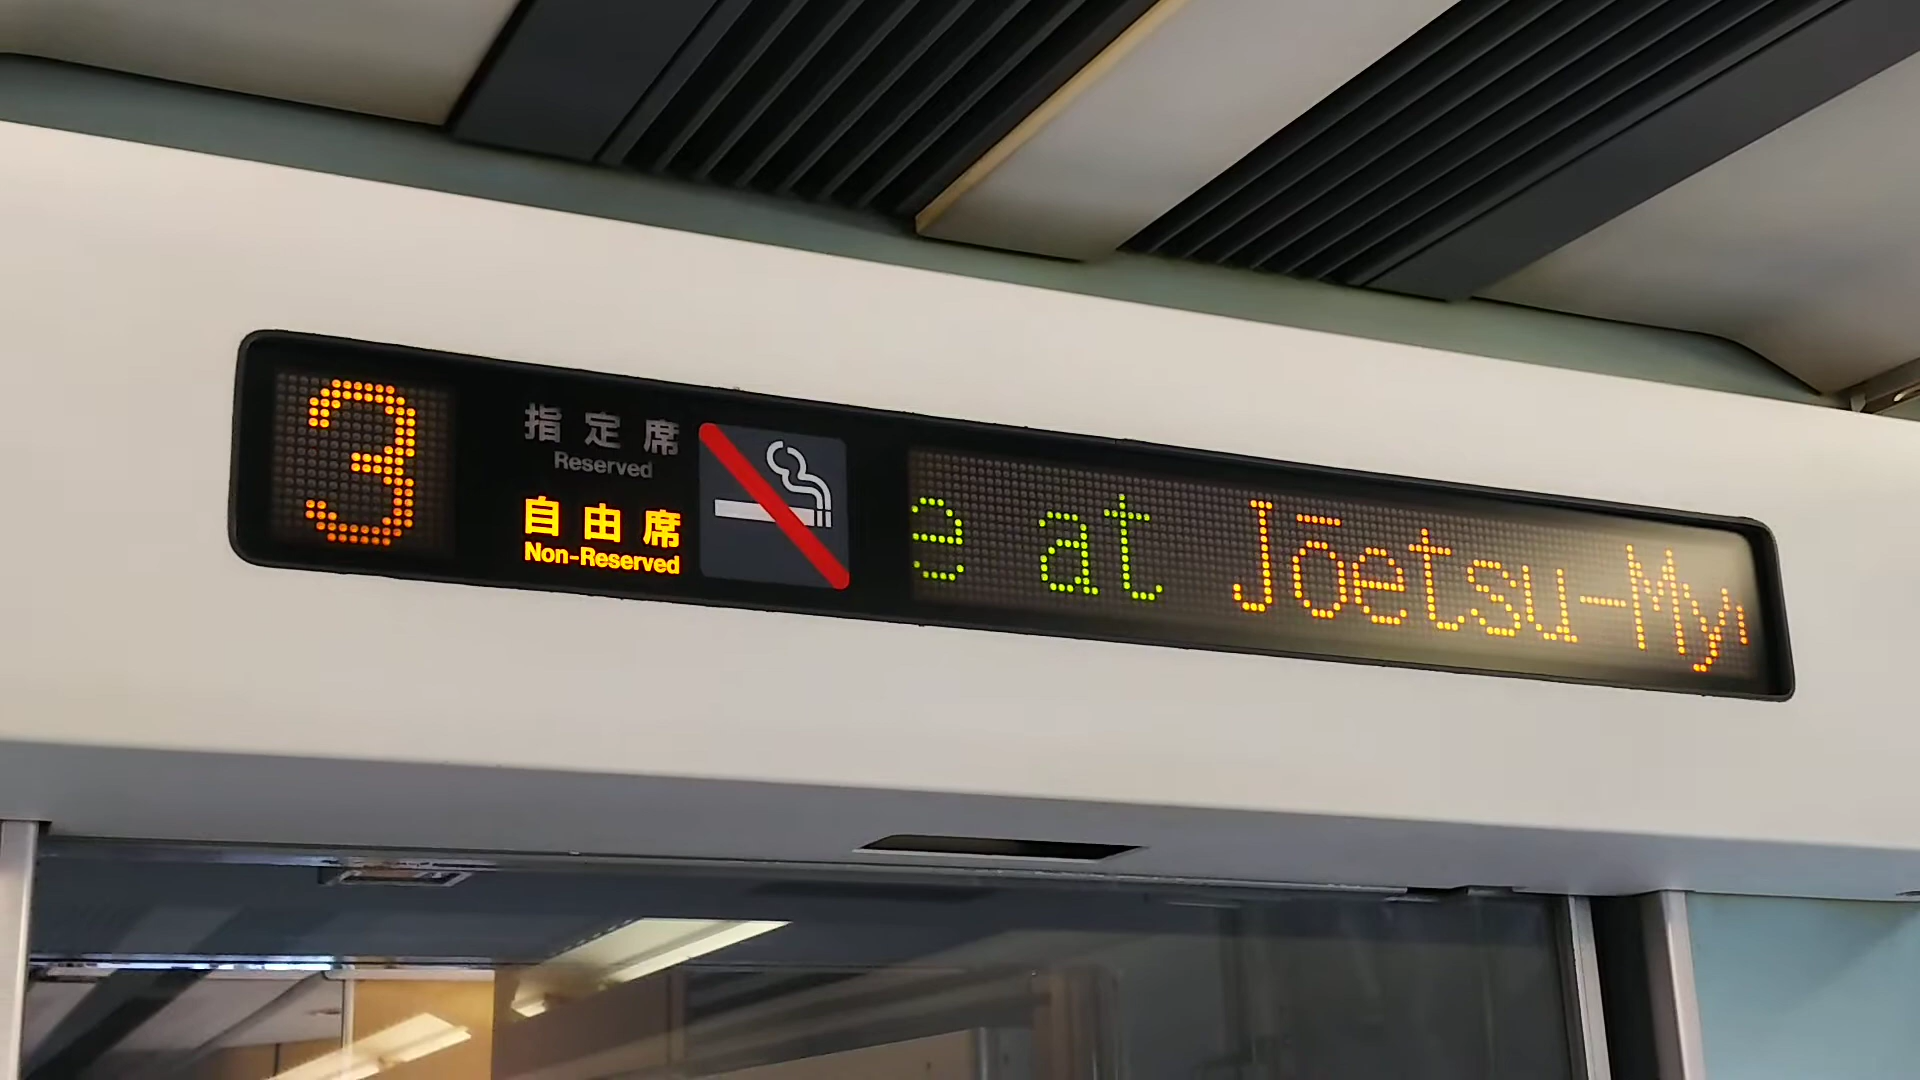 3
指定席
Reserved
自由席
Non-Reserved
e at Jōetsu-My